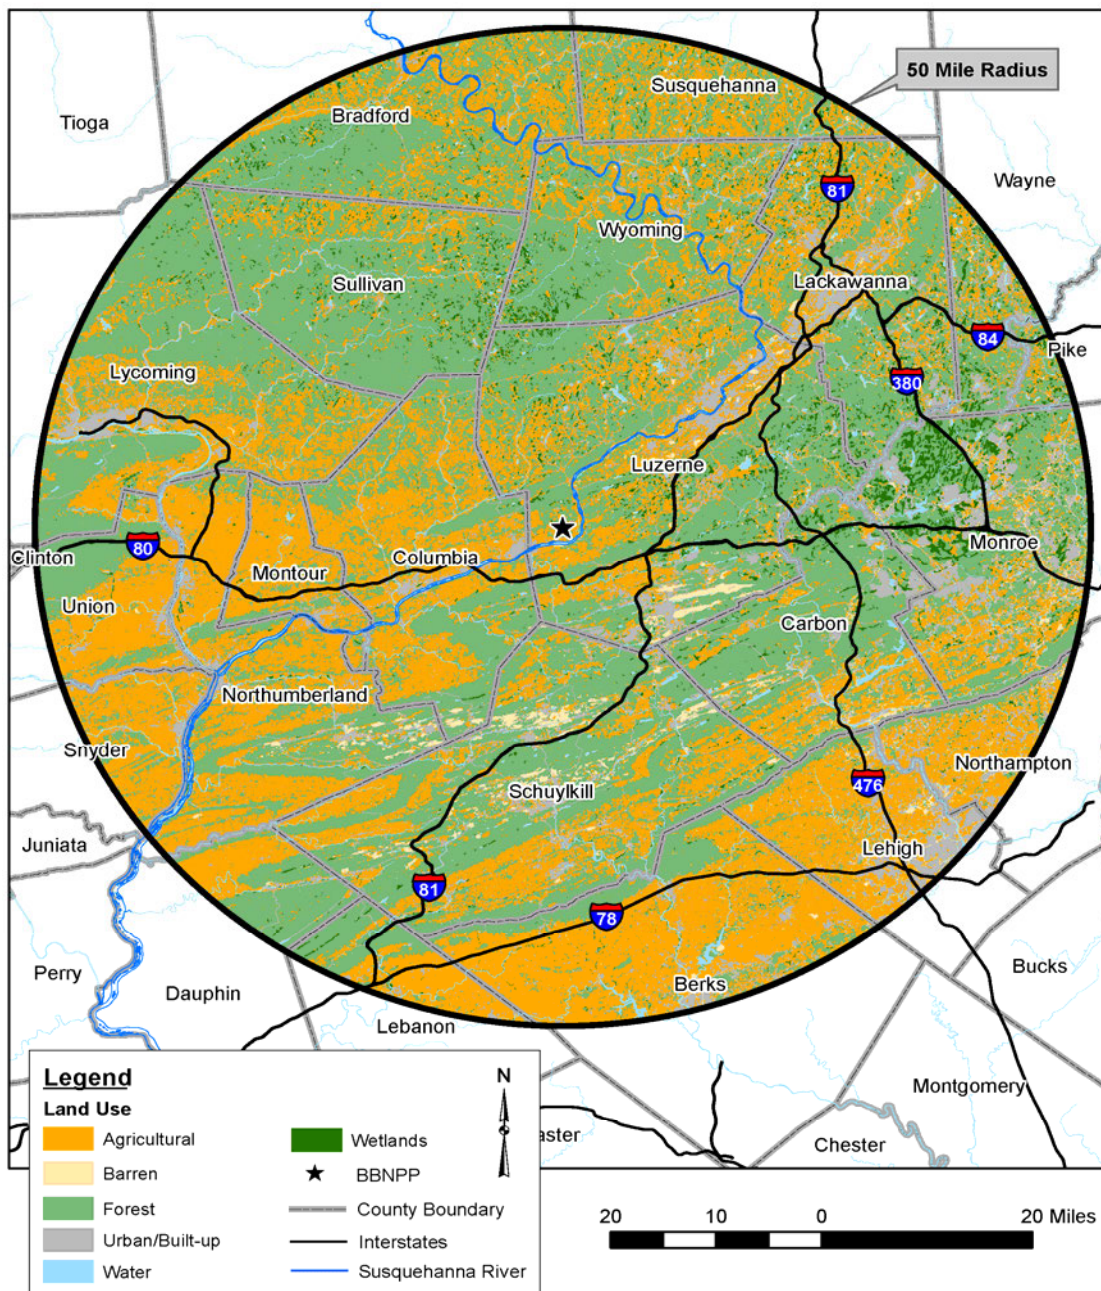 50 Mile Radius
Susquehanna
Bradford
Tioga
Wayne
81
Wyoming
Sullivan
Lackawanna
84
Pike
Lycoming
380
Luzerne
80
Clinton
Columbia
Monroe
Montour
Union
Carbon
Northumberland
Snyder
Northampton
476
Schuylkill
Juniata
Lehigh
81
78
Perry
Dauphin
Berks
Bucks
Lebanon
Montgomery
aster
Chester
Legend
N
Land Use
Agricultural
Wetlands
Barren
BBNPP
Forest
County Boundary
Urban/Built-up
Interstates
Water
Susquehanna River
20 10 0 20 Miles